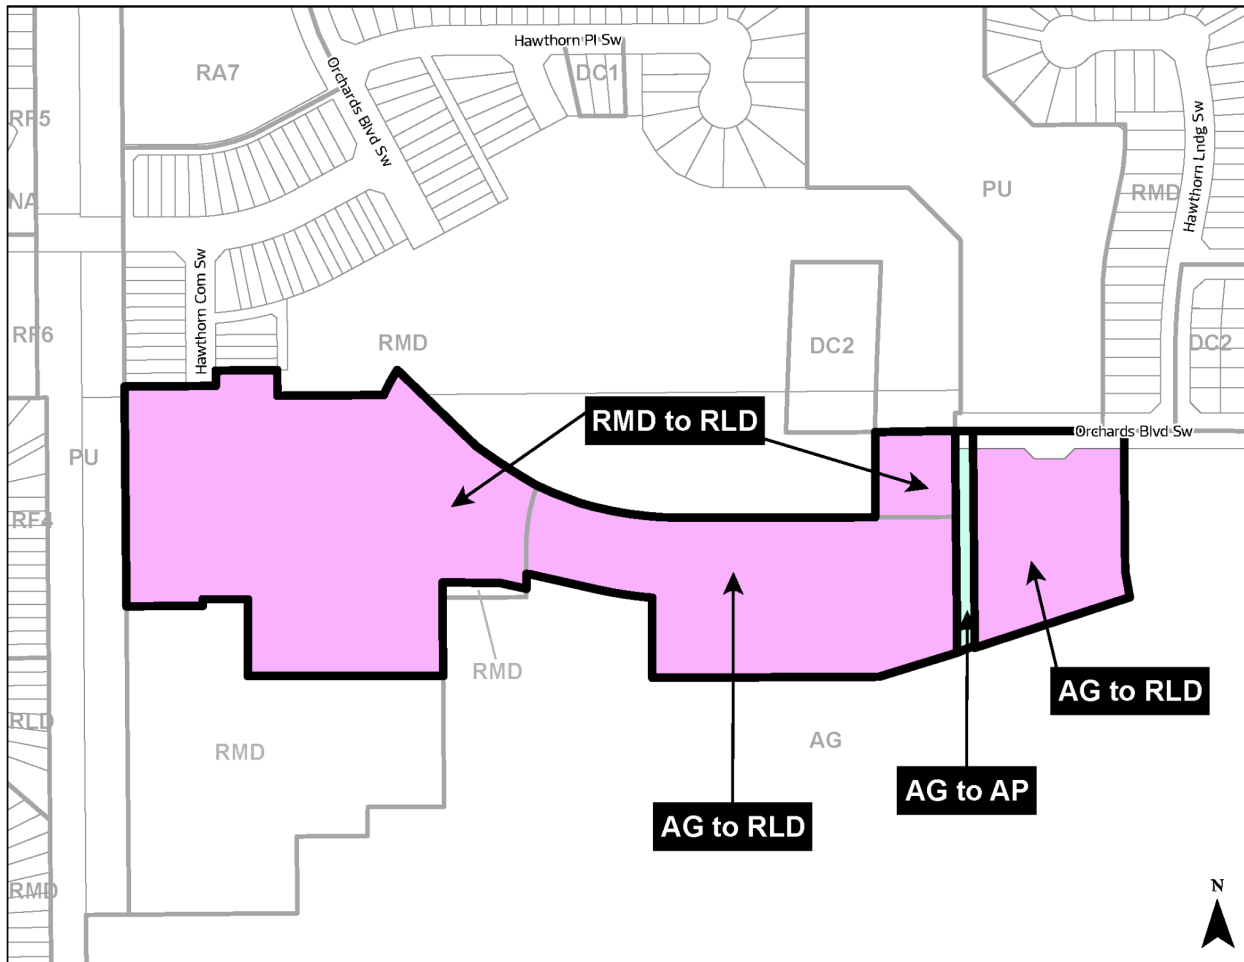 Hawthorn Pl Sw
RA7
DC1
Orchards Blvd Sw
RF5
Hawthorn Lndg Sw
NA
PU
RMD
Hawthorn Com Sw
RF6
RMD
DC2
DC2
RMD to RLD
Orchards Blvd Sw
PU
RF4
RMD
AG to RLD
RLD
RMD
AG
AG to AP
AG to RLD
RMD
N